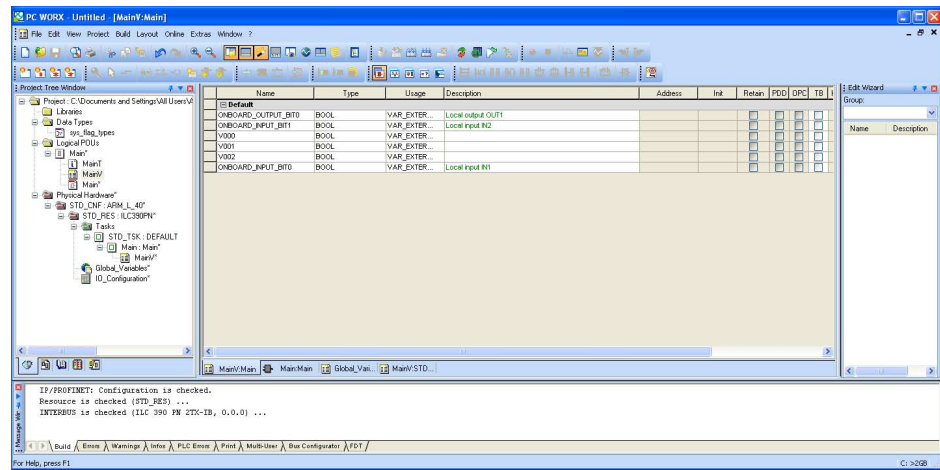 PC WORX - Untitled - [MainV:Main]
File Edit View Project Build Layout Online Extras Window ?
Project Tree Window
Project : C:\Documents and Settings\All Users\A
Libraries
Data Types
sys_flag_types
Logical POUs
Main*
MainT
MainV
Main*
Physical Hardware*
STD_CNF : ARM_L_40*
STD_RES : ILC390PN*
Tasks
STD_TSK : DEFAULT
Main : Main*
MainV*
Global_Variables*
IO_Configuration*
Name Type Usage Description Address Init Retain PDD OPC TB
Default
ONBOARD_OUTPUT_BIT0 BOOL VAR_EXTER... Local output OUT1
ONBOARD_INPUT_BIT1 BOOL VAR_EXTER... Local input IN2
V000 BOOL VAR_EXTER...
V001 BOOL VAR_EXTER...
V002 BOOL VAR_EXTER...
ONBOARD_INPUT_BIT0 BOOL VAR_EXTER... Local input IN1
MainV:Main Main:Main Global_Vari... MainV:STD...
Edit Wizard
Group:
Name Description
IP/PROFINET: Configuration is checked.
Resource is checked (STD_RES) ...
INTERBUS is checked (ILC 390 PN 2TX-IB, 0.0.0) ...
Message Win
Build Errors Warnings Infos PLC Errors Print Multi-User Bus Configurator FDT
For Help, press F1
C: >2GB